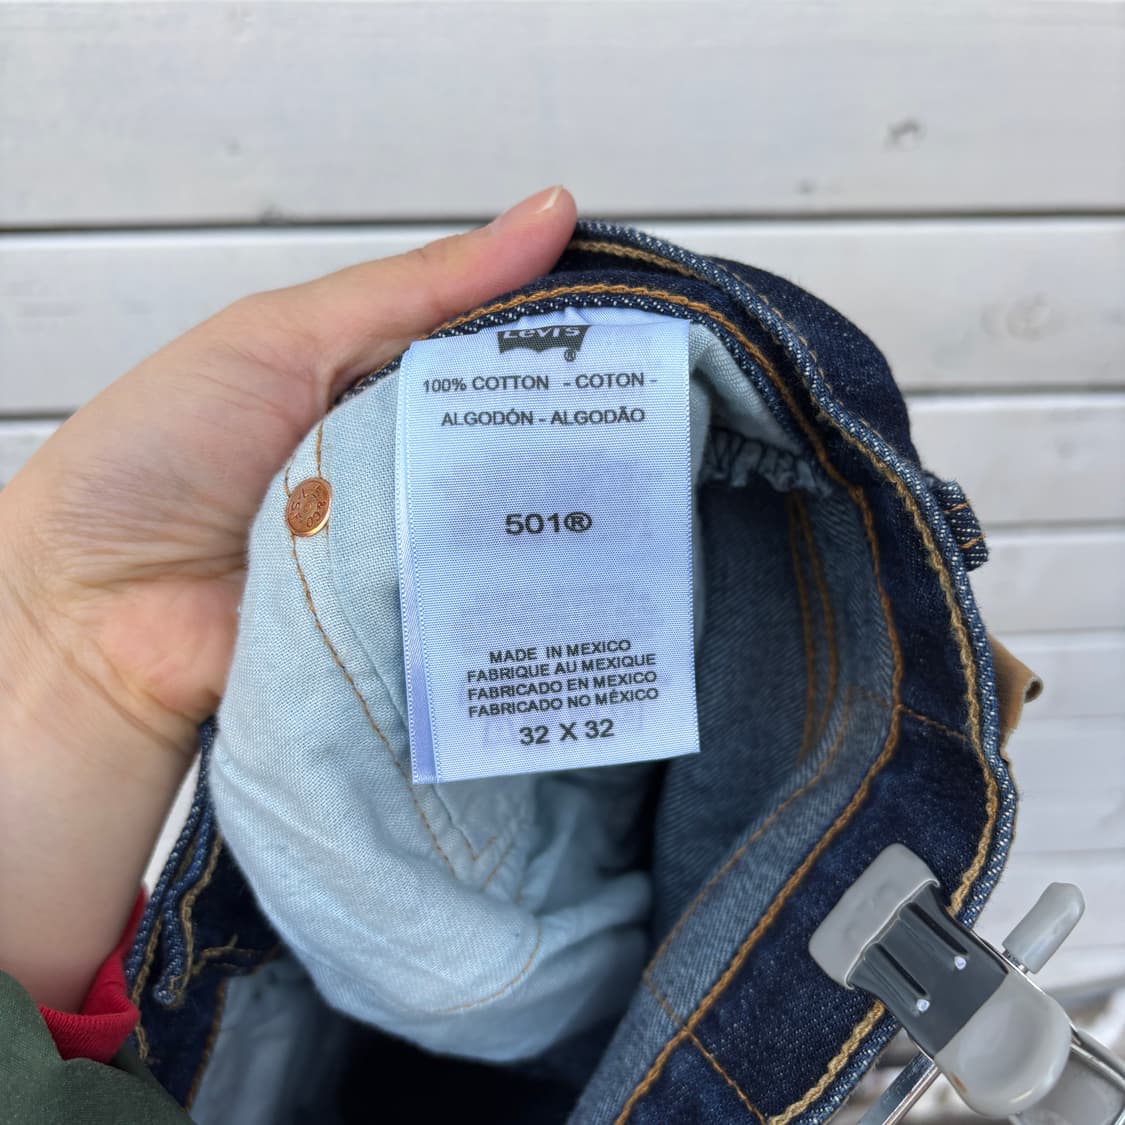 Levi's
®
100% COTTON - COTON -
ALGODÓN - ALGODÃO
501®
MADE IN MEXICO
FABRIQUE AU MEXIQUE
FABRICADO EN MEXICO
FABRICADO NO MÉXICO
32 X 32